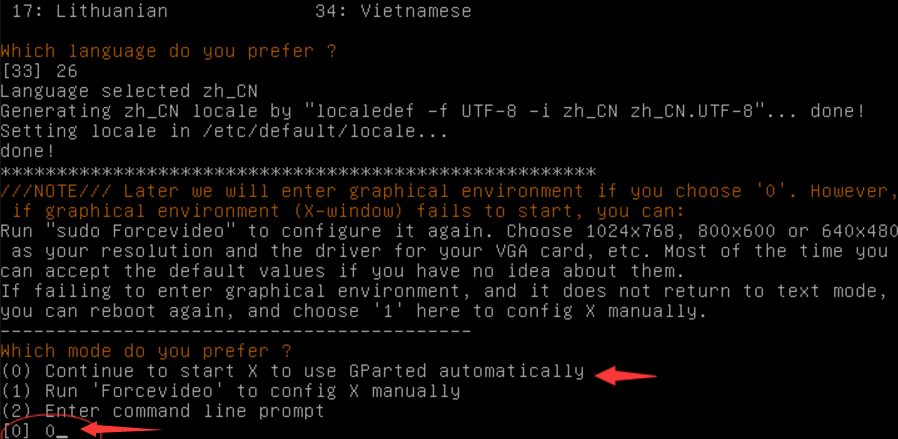 17: Lithuanian 34: Vietnamese
Which language do you prefer ?
[33] 26
Language selected zh_CN
Generating zh_CN locale by "localedef -f UTF-8 -i zh_CN zh_CN.UTF-8"... done!
Setting locale in /etc/default/locale...
done!
*****************************************************
///NOTE/// Later we will enter graphical environment if you choose '0'. However,
if graphical environment (X-window) fails to start, you can:
Run "sudo Forcevideo" to configure it again. Choose 1024x768, 800x600 or 640x480
as your resolution and the driver for your VGA card, etc. Most of the time you
can accept the default values if you have no idea about them.
If failing to enter graphical environment, and it does not return to text mode,
you can reboot again, and choose '1' here to config X manually.
------------------------------------------
Which mode do you prefer ?
(0) Continue to start X to use GParted automatically
(1) Run 'Forcevideo' to config X manually
(2) Enter command line prompt
[0] 0_